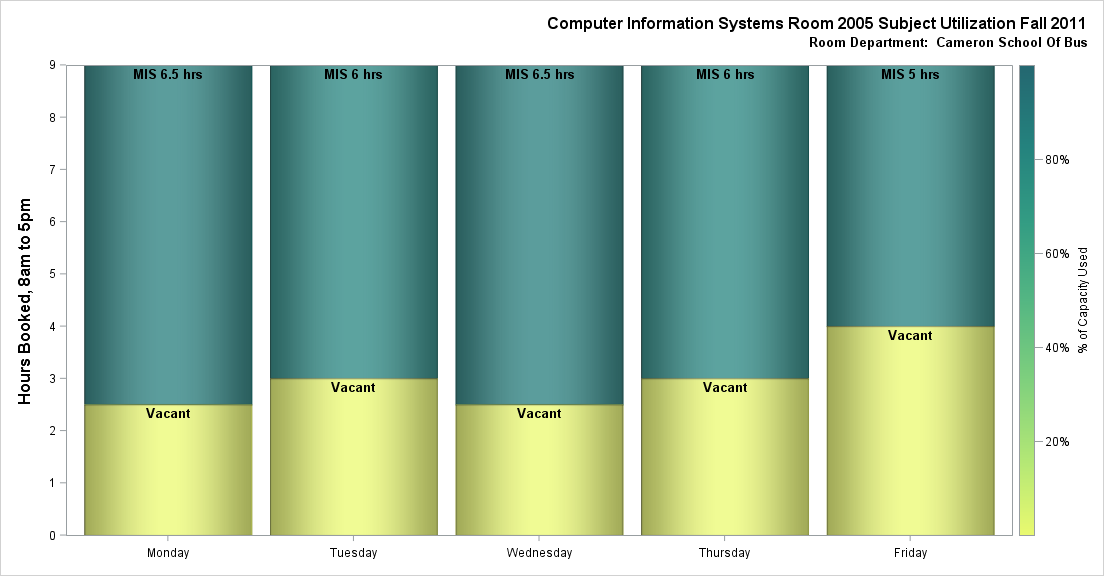 Computer Information Systems Room 2005 Subject Utilization Fall 2011
Room Department: Cameron School Of Bus
Hours Booked, 8am to 5pm
9
8
7
6
5
4
3
2
1
0
MIS 6.5 hrs
MIS 6 hrs
MIS 6.5 hrs
MIS 6 hrs
MIS 5 hrs
Vacant
Vacant
Vacant
Vacant
Vacant
Monday
Tuesday
Wednesday
Thursday
Friday
80%
60%
40%
20%
% of Capacity Used